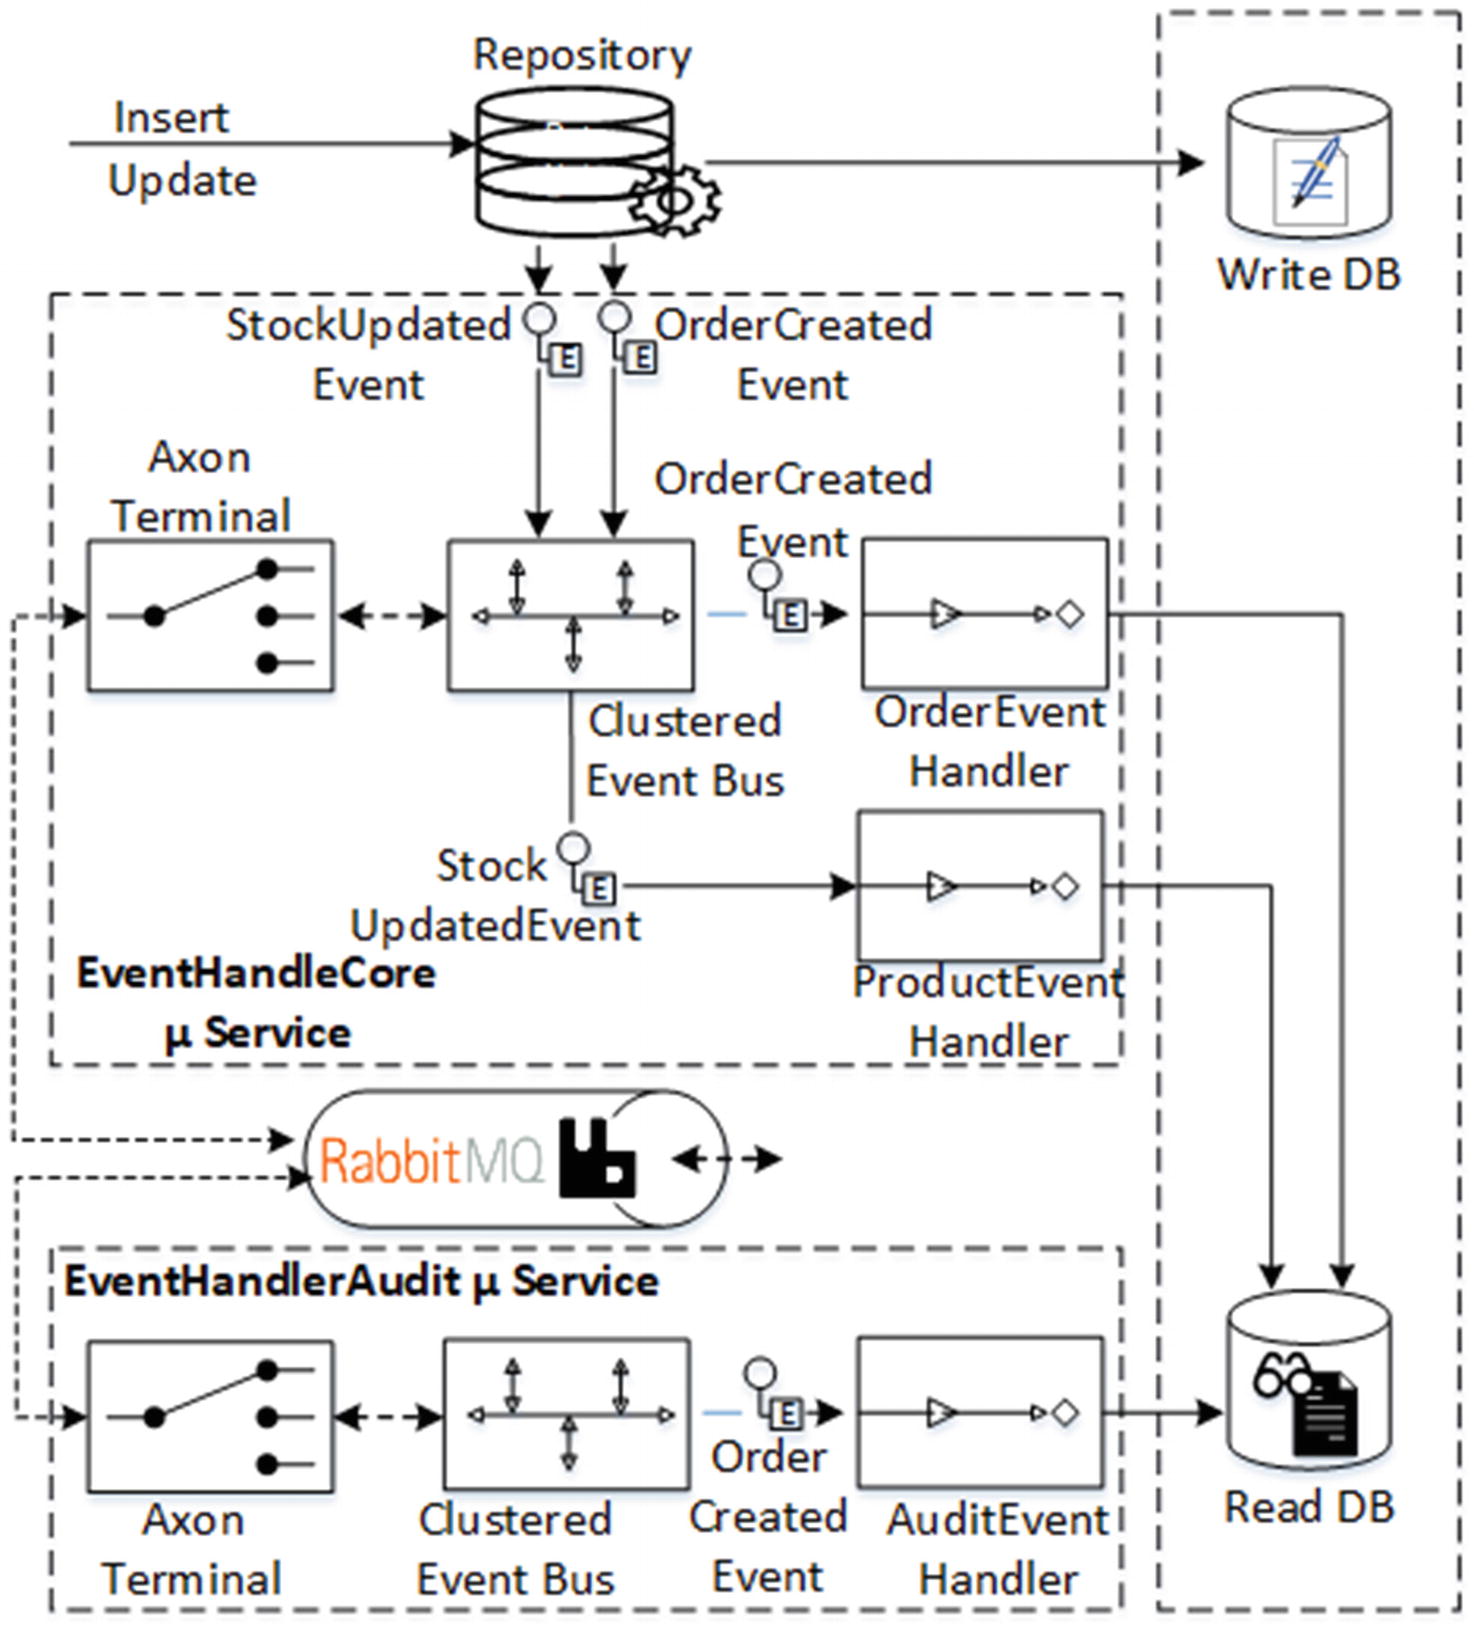 Repository
Insert
Update
Write DB
StockUpdated
Event
OrderCreated
Event
Axon
Terminal
OrderCreated
Event
E
E
E
Clustered
Event Bus
OrderEvent
Handler
Stock
UpdatedEvent
E
ProductEvent
Handler
EventHandleCore
µ Service
RabbitMQ
EventHandlerAudit µ Service
E
Axon
Terminal
Clustered
Event Bus
Order
Created
Event
AuditEvent
Handler
Read DB